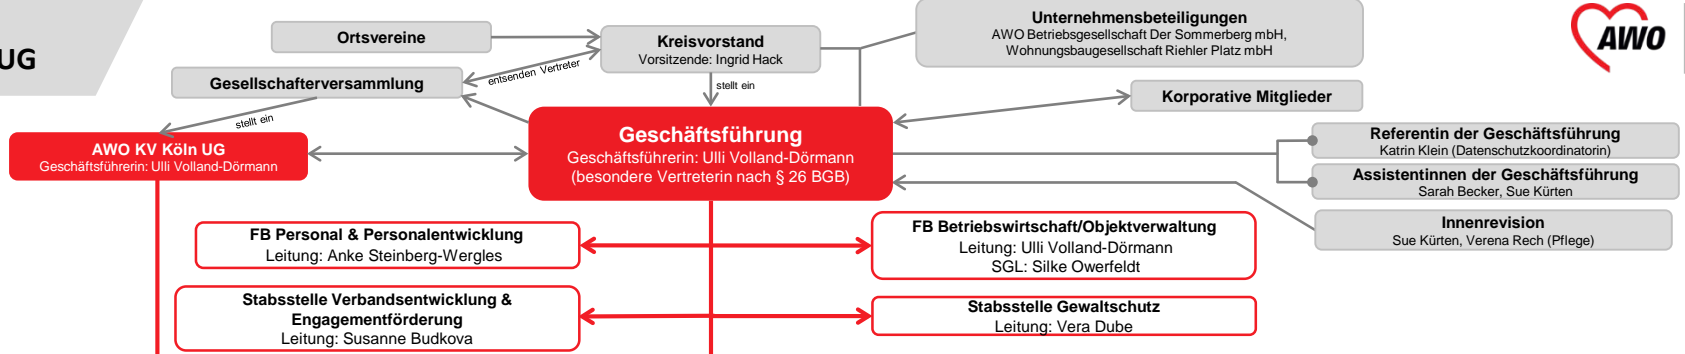 UG
Ortsvereine
Kreisvorstand
Vorsitzende: Ingrid Hack
Unternehmensbeteiligungen
AWO Betriebsgesellschaft Der Sommerberg mbH,
Wohnungsbaugesellschaft Riehler Platz mbH
AWO
Gesellschafterversammlung
entsenden Vertreter
stellt ein
Korporative Mitglieder
stellt ein
AWO KV Köln UG
Geschäftsführerin: Ulli Volland-Dörmann
Geschäftsführung
Geschäftsführerin: Ulli Volland-Dörmann
(besondere Vertreterin nach § 26 BGB)
Referentin der Geschäftsführung
Katrin Klein (Datenschutzkoordinatorin)
Assistentinnen der Geschäftsführung
Sarah Becker, Sue Kürten
Innenrevision
Sue Kürten, Verena Rech (Pflege)
FB Personal & Personalentwicklung
Leitung: Anke Steinberg-Wergles
FB Betriebswirtschaft/Objektverwaltung
Leitung: Ulli Volland-Dörmann
SGL: Silke Owerfeldt
Stabsstelle Verbandsentwicklung &
Engagementförderung
Leitung: Susanne Budkova
Stabsstelle Gewaltschutz
Leitung: Vera Dube